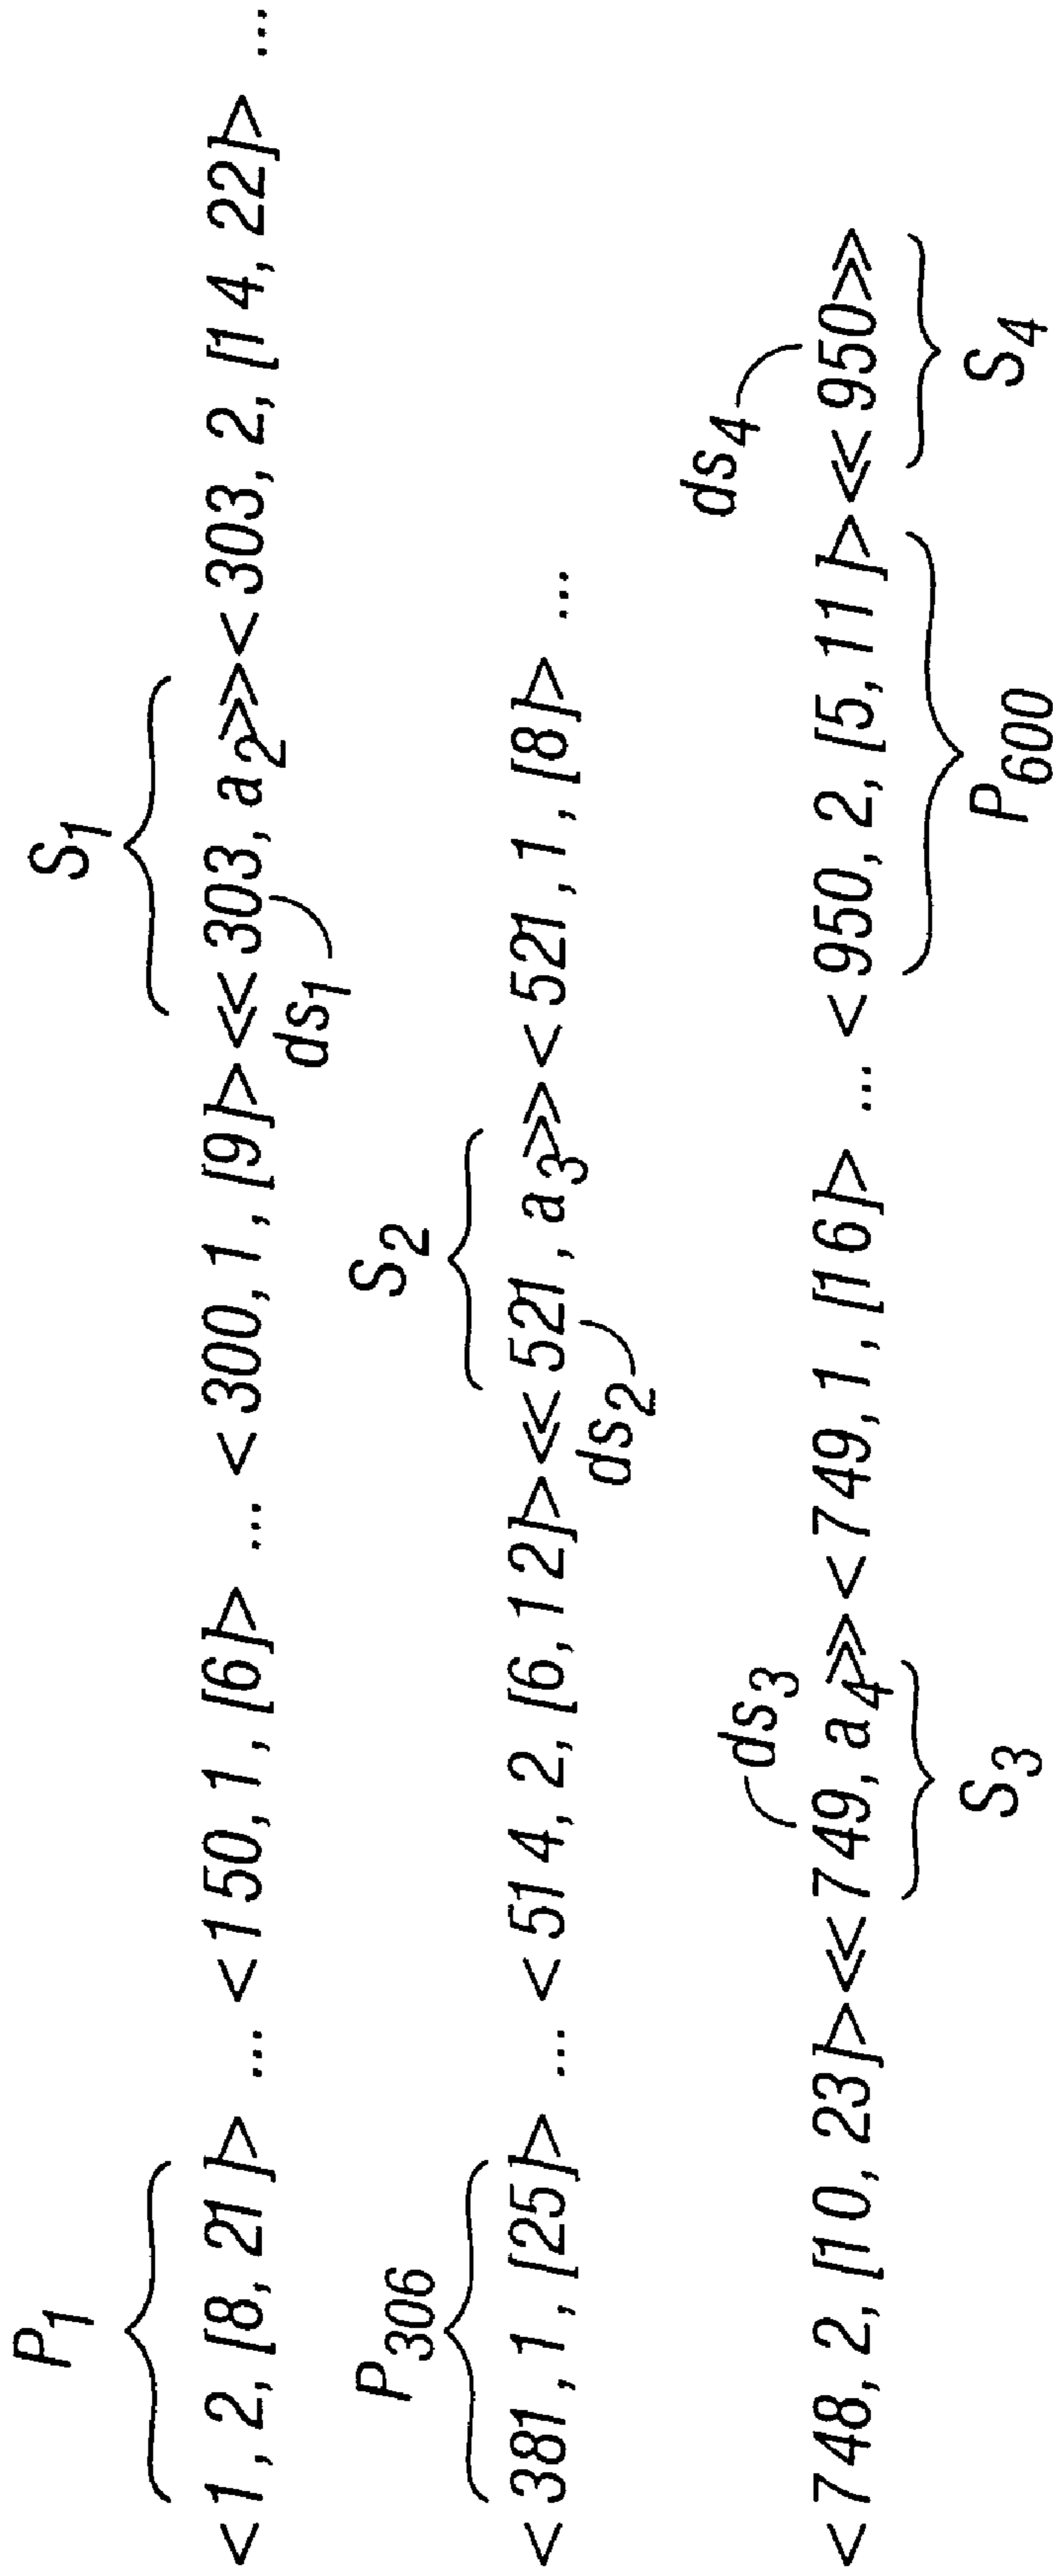 P1 S1
<1, 2, [8, 21]> ... <150, 1, [6]> ... <300, 1, [9]> <<303, a2>> <303, 2, [14, 22]> ...
ds1
P306 S2
<381, 1, [25]> ... <514, 2, [6, 12]> <<521, a3>> <521, 1, [8]> ...
ds2
ds3 ds4
<748, 2, [10, 23]> <<749, a4>> <749, 1, [16]> ... <950, 2, [5, 11]> <<950>>
S3 P600 S4